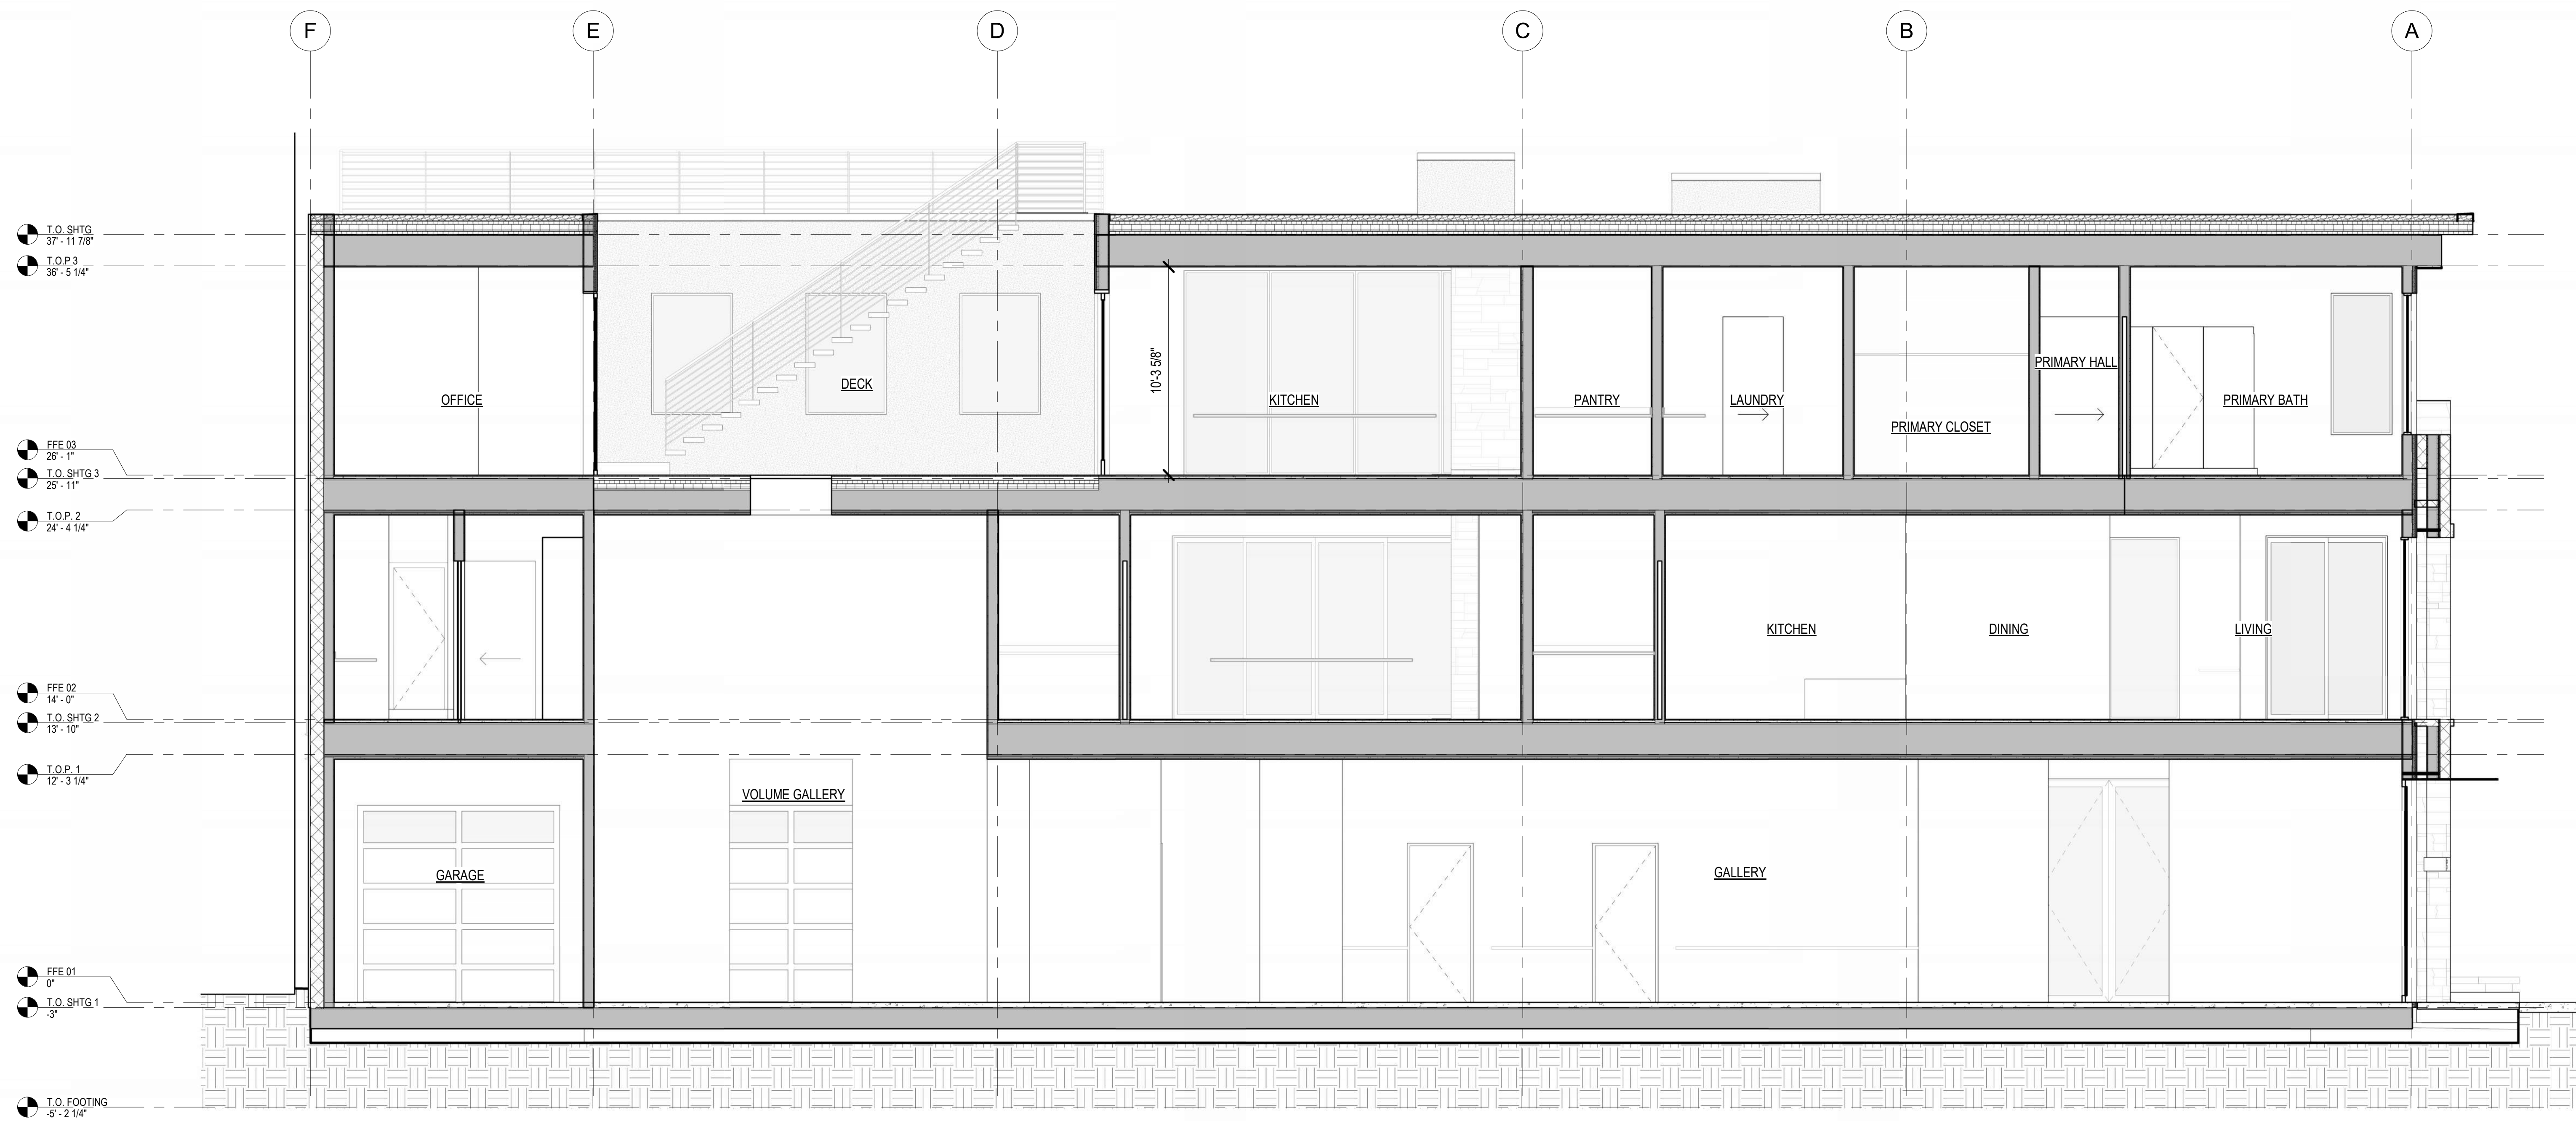 F E D C B A
T.O. SHTG
37' - 11 7/8"
T.O.P 3
36' - 5 1/4"
10'-3 5/8"
PRIMARY HALL
DECK
OFFICE
KITCHEN
PANTRY
LAUNDRY
PRIMARY BATH
PRIMARY CLOSET
FFE 03
26' - 1"
T.O. SHTG 3
25' - 11"
T.O.P. 2
24' - 4 1/4"
KITCHEN
DINING
LIVING
FFE 02
14' - 0"
T.O. SHTG 2
13' - 10"
T.O.P. 1
12' - 3 1/4"
VOLUME GALLERY
GARAGE
GALLERY
FFE 01
0"
T.O. SHTG 1
-3"
T.O. FOOTING
-5' - 2 1/4"